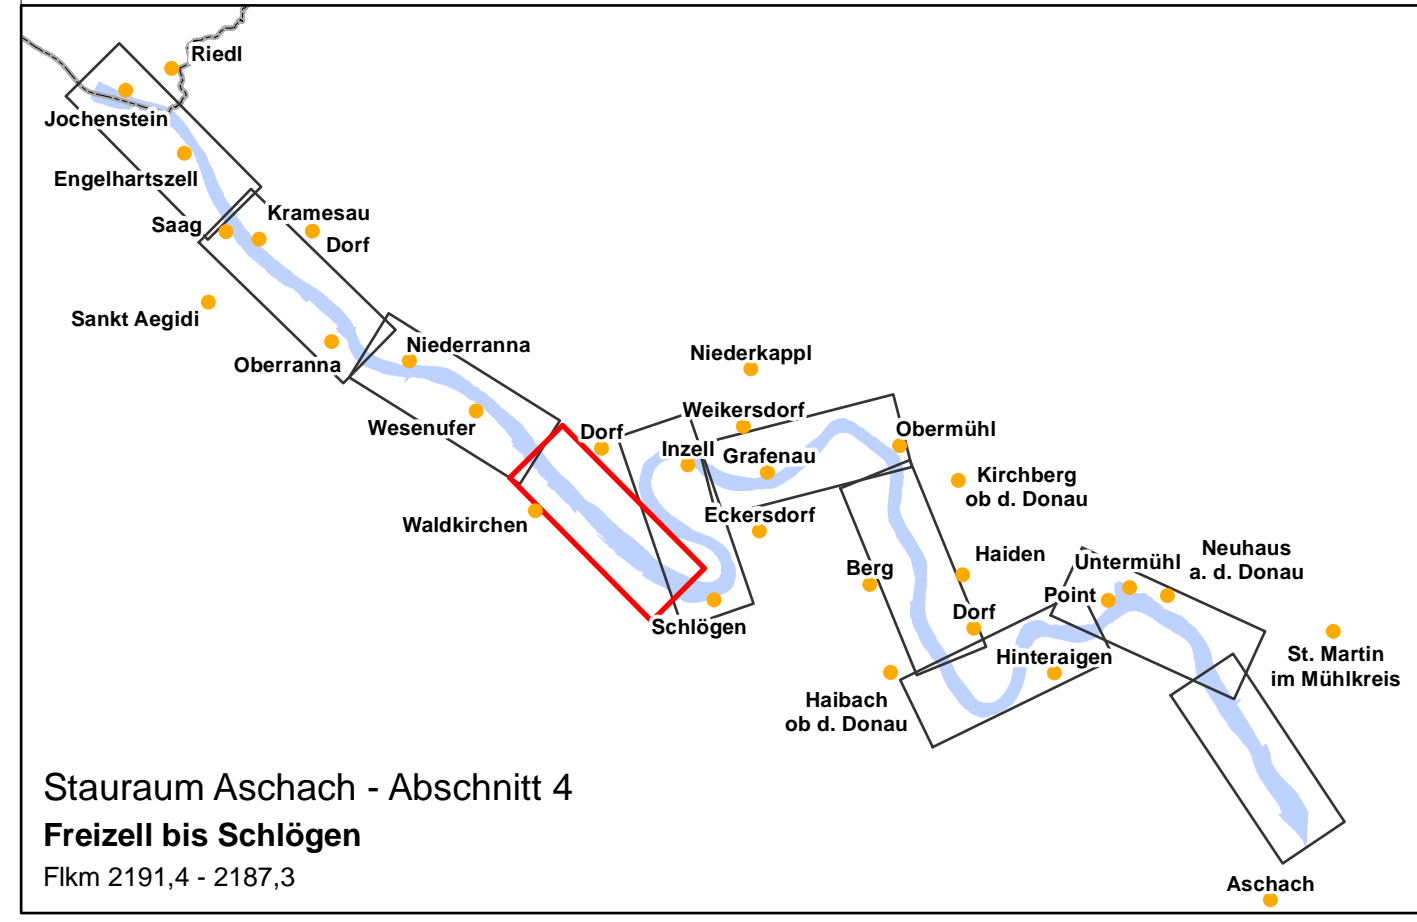 Riedl
Jochenstein
Engelhartszell
Kramesau
Saag
Dorf
Sankt Aegidi
Niederranna
Oberranna
Niederkappl
Weikersdorf
Wesenufer
Dorf
Obermühl
Inzell
Grafenau
Kirchberg
ob d. Donau
Eckersdorf
Waldkirchen
Neuhaus
a. d. Donau
Haiden
Untermühl
Berg
Point
Dorf
Schlögen
Hinteraigen
St. Martin
im Mühlkreis
Haibach
ob d. Donau
Stauraum Aschach - Abschnitt 4
Freizell bis Schlögen
Flkm 2191,4 - 2187,3
Aschach